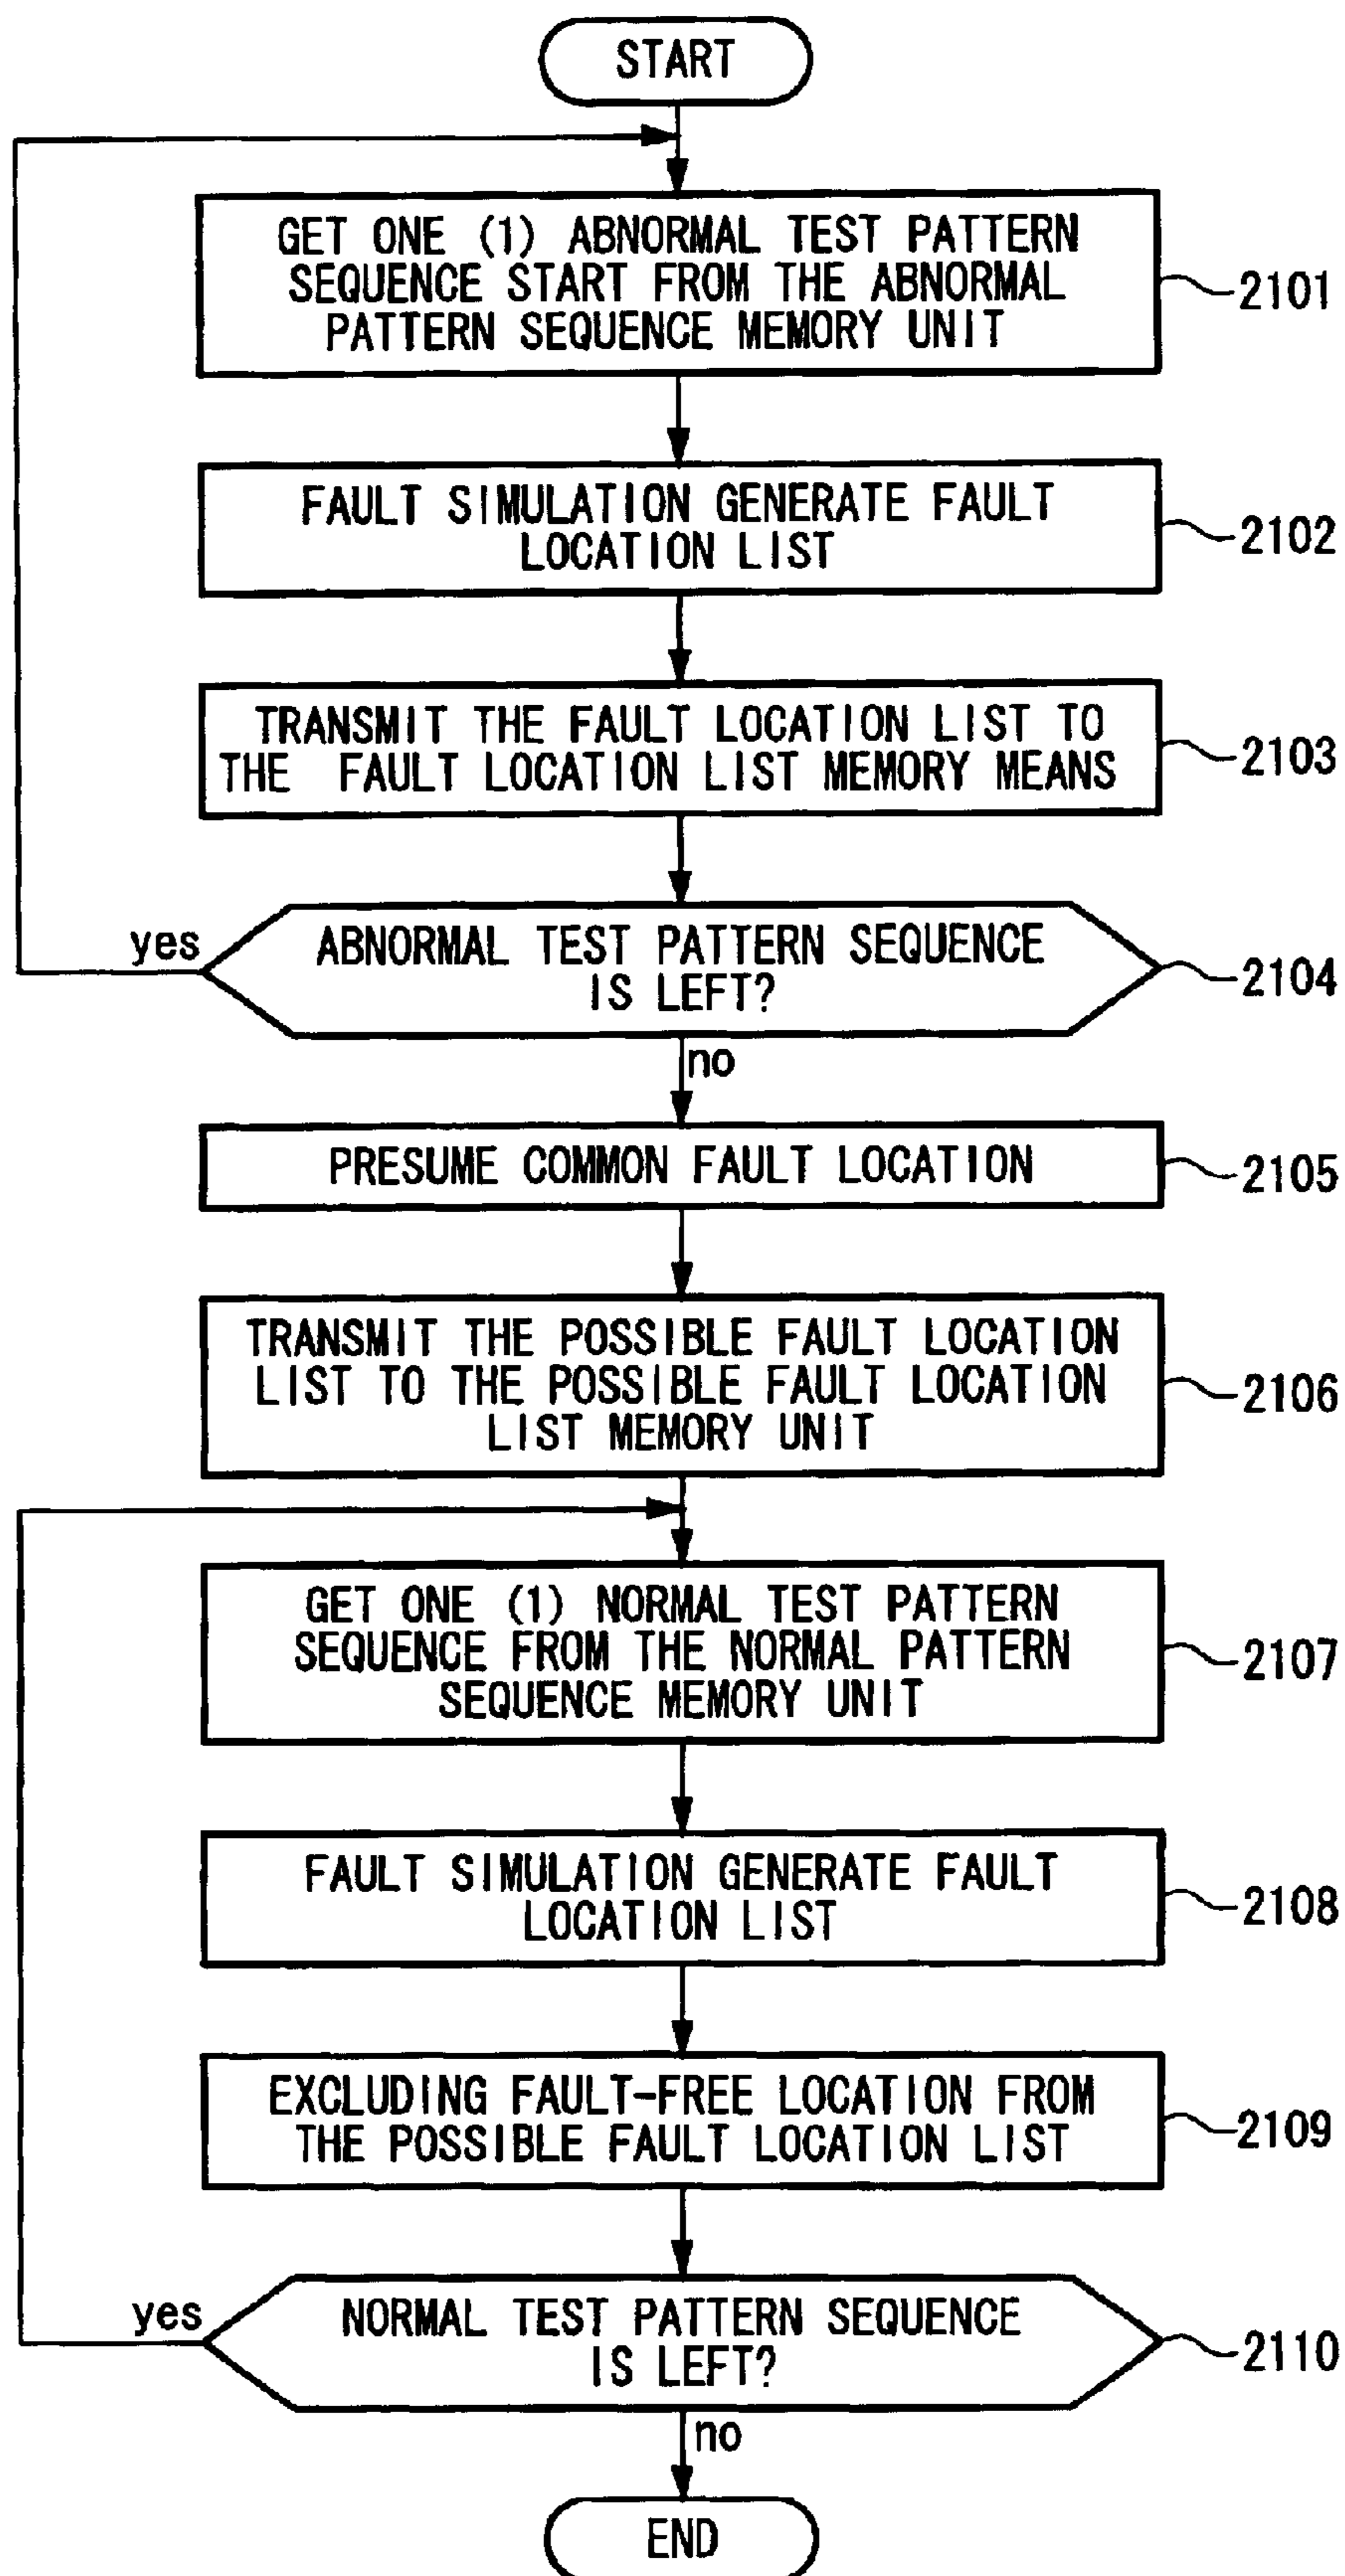 START
GET ONE (1) ABNORMAL TEST PATTERN
SEQUENCE START FROM THE ABNORMAL
PATTERN SEQUENCE MEMORY UNIT
2101
FAULT SIMULATION GENERATE FAULT
LOCATION LIST
2102
TRANSMIT THE FAULT LOCATION LIST TO
THE FAULT LOCATION LIST MEMORY MEANS
2103
ABNORMAL TEST PATTERN SEQUENCE
IS LEFT?
yes
2104
no
PRESUME COMMON FAULT LOCATION
2105
TRANSMIT THE POSSIBLE FAULT LOCATION
LIST TO THE POSSIBLE FAULT LOCATION
LIST MEMORY UNIT
2106
GET ONE (1) NORMAL TEST PATTERN
SEQUENCE FROM THE NORMAL PATTERN
SEQUENCE MEMORY UNIT
2107
FAULT SIMULATION GENERATE FAULT
LOCATION LIST
2108
EXCLUDING FAULT-FREE LOCATION FROM
THE POSSIBLE FAULT LOCATION LIST
2109
NORMAL TEST PATTERN SEQUENCE
IS LEFT?
yes
2110
no
END